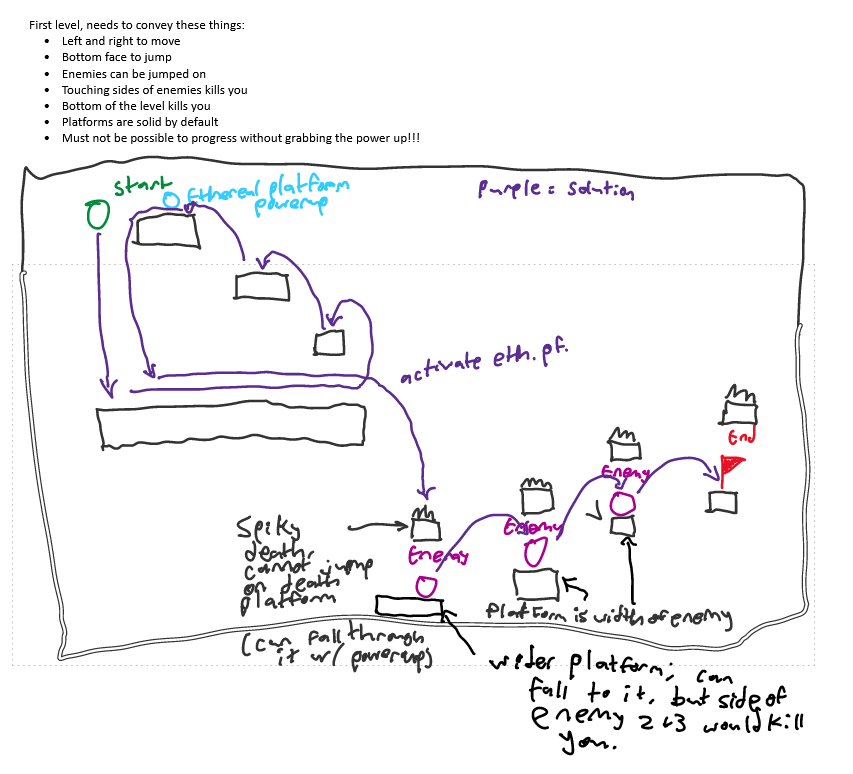 First level, needs to convey these things:
• Left and right to move
• Bottom face to jump
• Enemies can be jumped on
• Touching sides of enemies kills you
• Bottom of the level kills you
• Platforms are solid by default
• Must not be possible to progress without grabbing the power up!!!
start
Ethereal platform
powerup
Purple = Solution
activate eth. pf.
End
Enemy
Enemy
Enemy
Spiky
death,
cannot jump
on death
platform
(can fall through
it w/ powerup)
Platform is width of enemy
wider platform; can
fall to it, but side of
enemy 2+3 would kill
you.